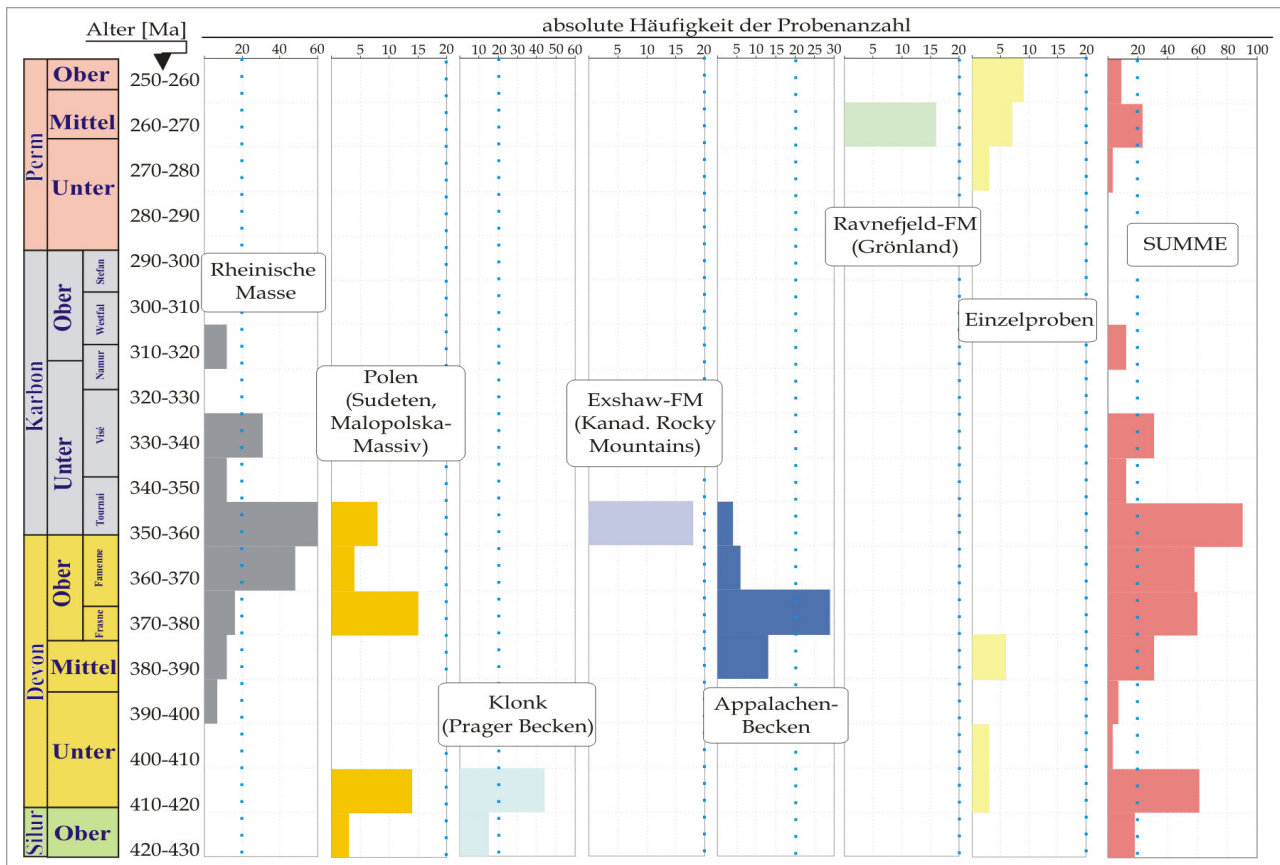 absolute Häufigkeit der Probenanzahl
Alter [Ma]
20 40 60
5 10 15 20
10 20 30 40 50 60
5 10 15 20
5 10 15 20 25 30
5 10 15 20
5 10 15 20
20 40 60 80 100
Perm
Ober
Mittel
Unter
Karbon
Ober
Stefan
Westfal
Namur
Unter
Visé
Tournai
Devon
Ober
Famenne
Frasne
Mittel
Unter
Silur
Ober
250-260
260-270
270-280
280-290
290-300
300-310
310-320
320-330
330-340
340-350
350-360
360-370
370-380
380-390
390-400
400-410
410-420
420-430
Rheinische
Masse
Polen
(Sudeten,
Malopolska-
Massiv)
Klonk
(Prager Becken)
Exshaw-FM
(Kanad. Rocky
Mountains)
Appalachen-
Becken
Ravnefjeld-FM
(Grönland)
Einzelproben
SUMME